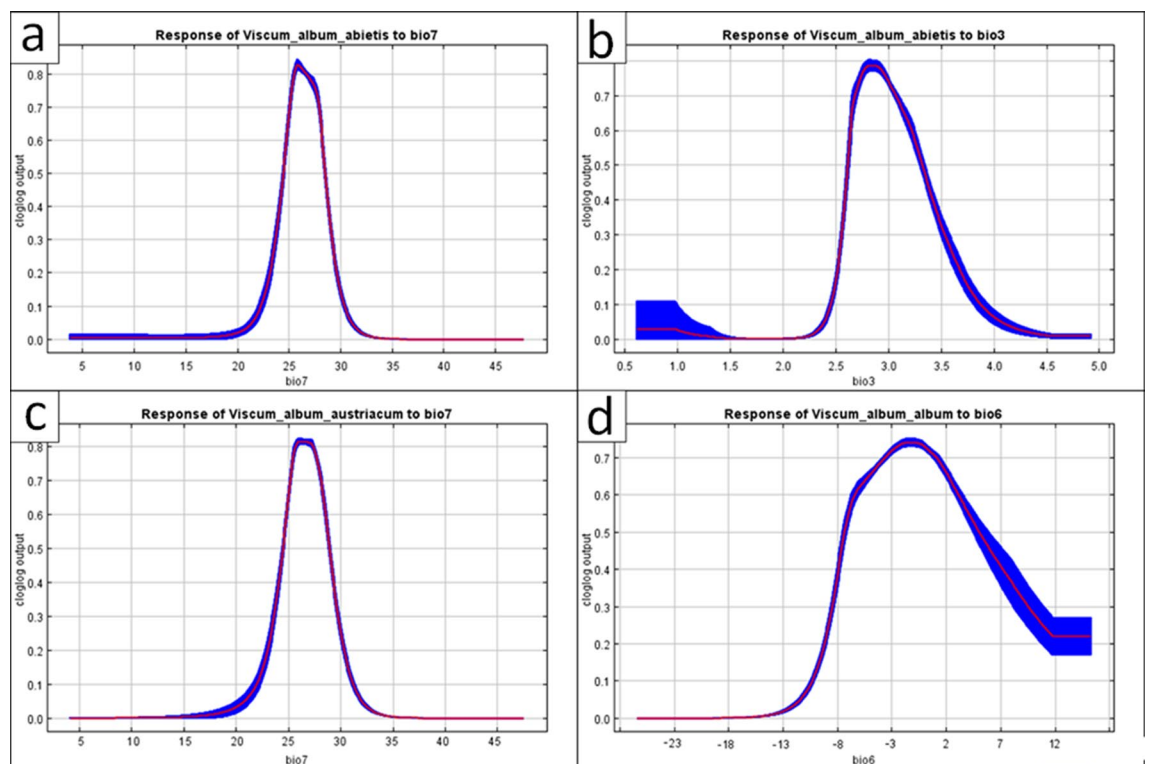 a
Response of Viscum_album_abietis to bio7
cloglog output
0.8
0.7
0.6
0.5
0.4
0.3
0.2
0.1
0.0
5 10 15 20 25 30 35 40 45
bio7
b
Response of Viscum_album_abietis to bio3
cloglog output
0.7
0.6
0.5
0.4
0.3
0.2
0.1
0.0
0.5 1.0 1.5 2.0 2.5 3.0 3.5 4.0 4.5 5.0
bio3
c
Response of Viscum_album_austriacum to bio7
cloglog output
0.8
0.7
0.6
0.5
0.4
0.3
0.2
0.1
0.0
5 10 15 20 25 30 35 40 45
bio7
d
Response of Viscum_album_album to bio6
cloglog output
0.7
0.6
0.5
0.4
0.3
0.2
0.1
0.0
-23 -18 -13 -8 -3 2 7 12
bio6